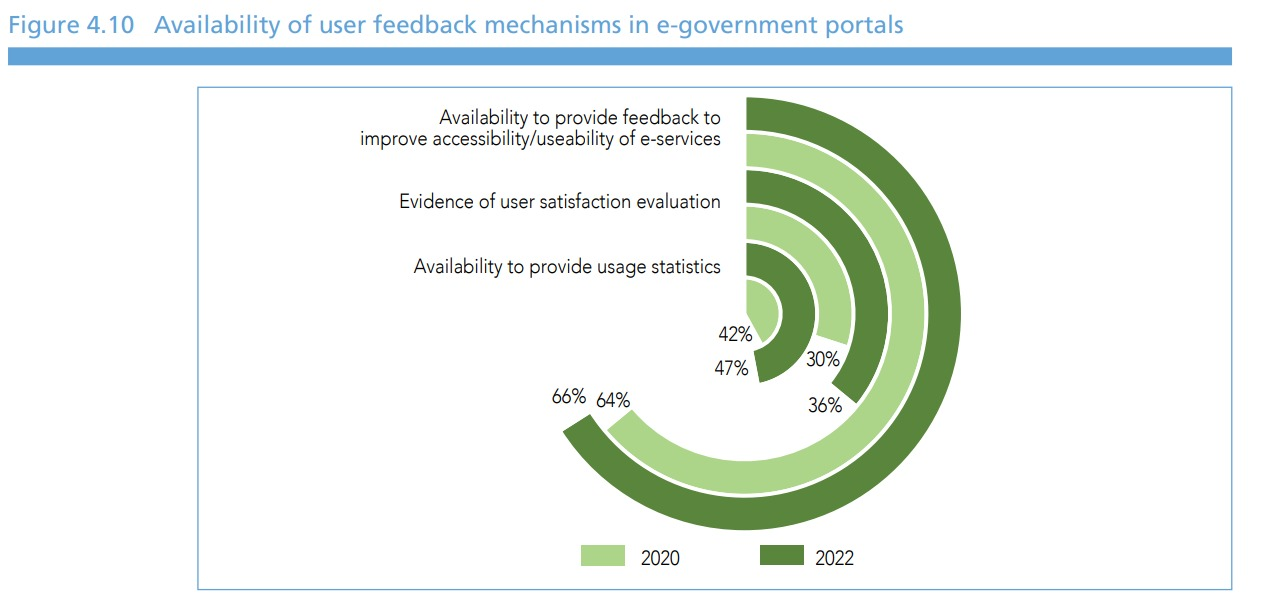 Figure 4.10 Availability of user feedback mechanisms in e-government portals
Availability to provide feedback to
improve accessibility/useability of e-services
Evidence of user satisfaction evaluation
Availability to provide usage statistics
42%
47%
30%
36%
66%
64%
2020
2022